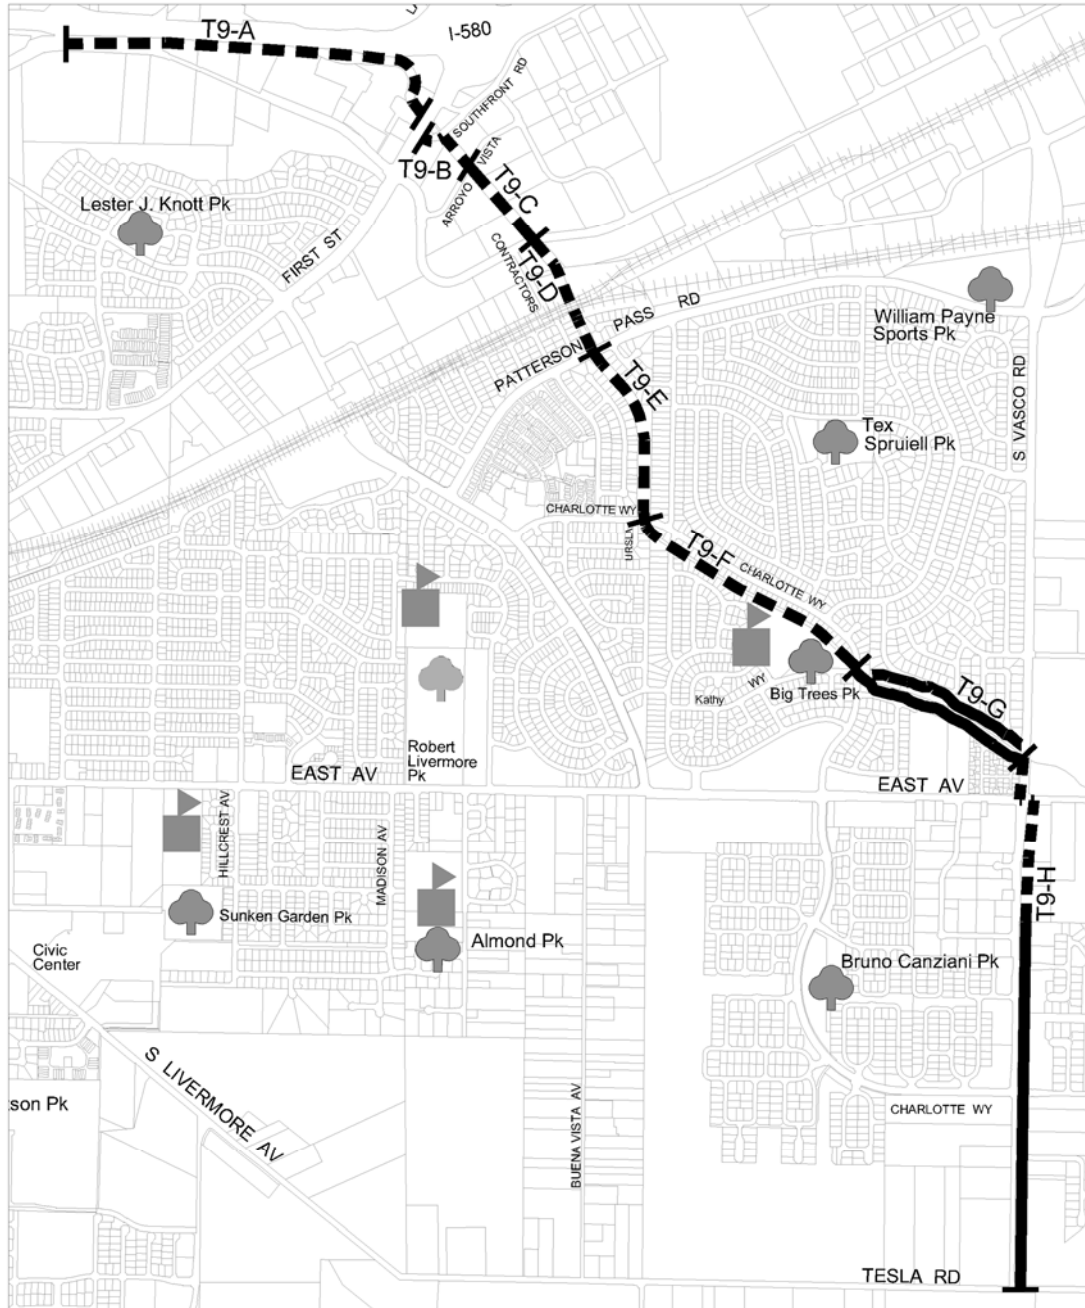 T9-A
I-580
SOUTHFRONT RD
T9-B
ARROYO VISTA
T9-C
Lester J. Knott Pk
FIRST ST
CONTRACTORS
T9-D
PATTERSON PASS RD
William Payne
Sports Pk
T9-E
S VASCO RD
Tex
Spruiell Pk
CHARLOTTE WY
URSLA
T9-F
CHARLOTTE WY
Kathy WY
Big Trees Pk
T9-G
Robert
Livermore
Pk
EAST AV
EAST AV
HILLCREST AV
MADISON AV
T9-H
Sunken Garden Pk
Almond Pk
Civic
Center
Bruno Canziani Pk
S LIVERMORE AV
son Pk
BUENA VISTA AV
CHARLOTTE WY
TESLA RD